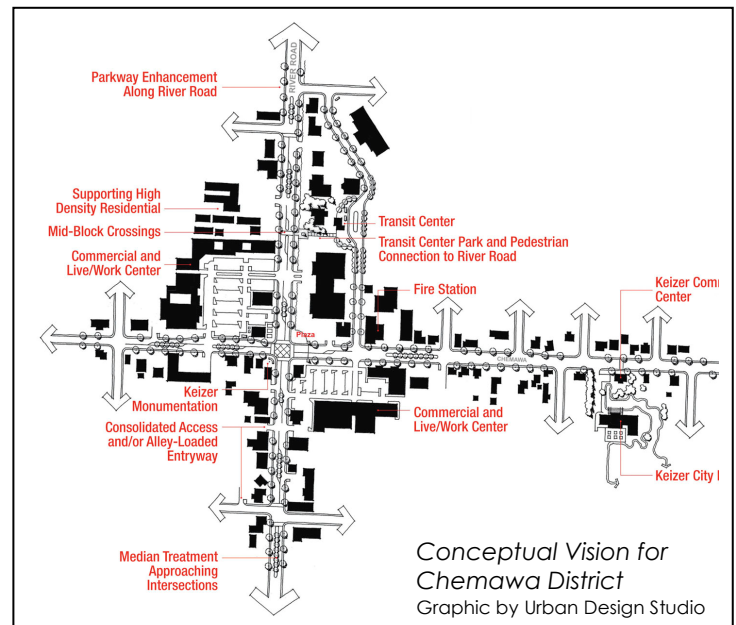 RIVER ROAD
Parkway Enhancement
Along River Road
Supporting High
Density Residential
Mid-Block Crossings
Commercial and
Live/Work Center
Transit Center
Transit Center Park and Pedestrian
Connection to River Road
Fire Station
Keizer Com
Center
Plaza
CHEMAWA
Keizer
Monumentation
Consolidated Access
and/or Alley-Loaded
Entryway
Commercial and
Live/Work Center
Keizer City
Median Treatment
Approaching
Intersections
Conceptual Vision for
Chemawa District
Graphic by Urban Design Studio